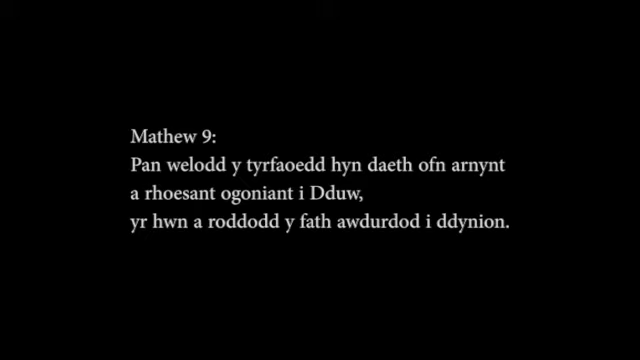 Mathew 9:
Pan welodd y tyrfaoedd hyn daeth ofn arnynt
a rhoesant ogoniant i Dduw,
yr hwn a roddodd y fath awdurdod i ddynion.